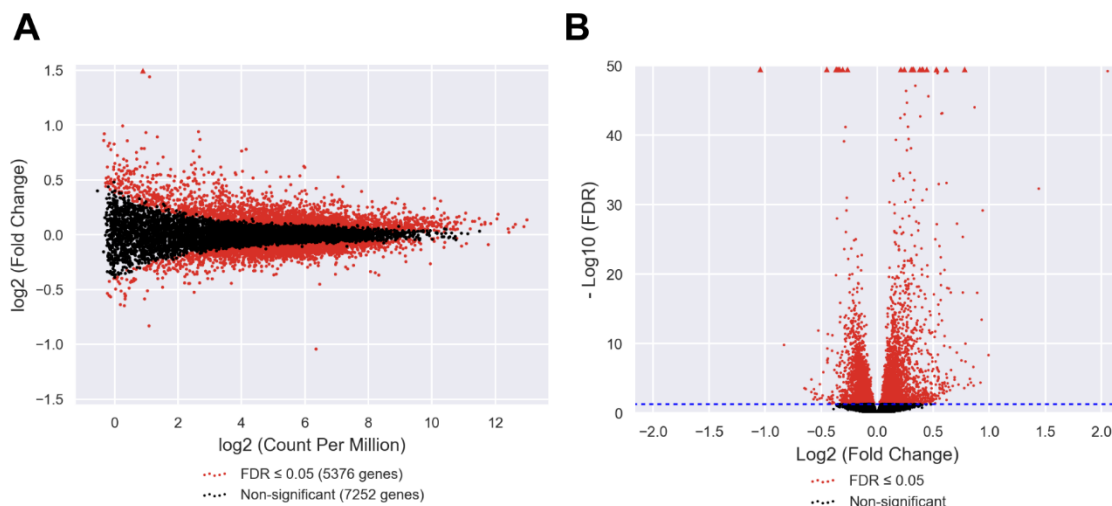 A
B
1.5
1.0
0.5
0.0
−0.5
−1.0
−1.5
log2 (Fold Change)
0 2 4 6 8 10 12
log2 (Count Per Million)
FDR ≤ 0.05 (5376 genes)
Non-significant (7252 genes)
50
40
30
20
10
0
- Log10 (FDR)
−2.0 −1.5 −1.0 −0.5 0.0 0.5 1.0 1.5 2.0
Log2 (Fold Change)
FDR ≤ 0.05
Non-significant